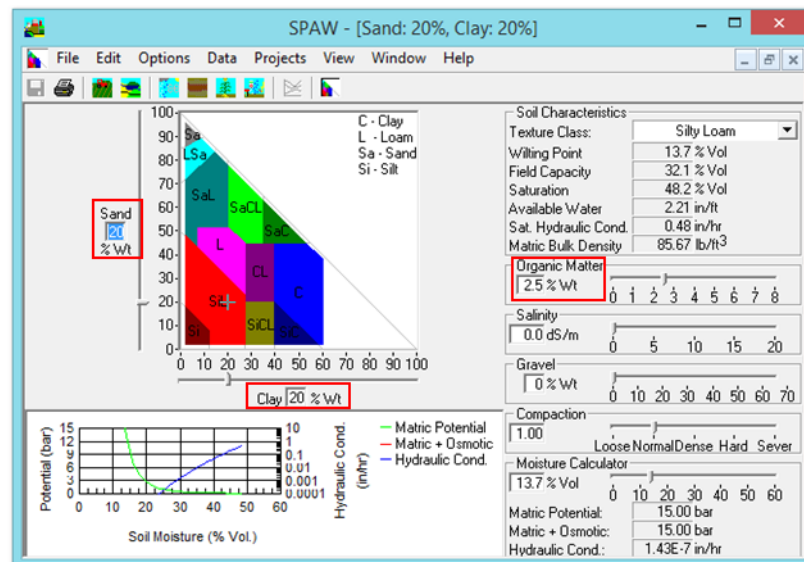 SPAW - [Sand: 20%, Clay: 20%]
File Edit Options Data Projects View Window Help
C - Clay
L - Loam
Sa - Sand
Si - Silt
Sand
20
% Wt
100
90
80
70
60
50
40
30
20
10
0
Sa
LSa
SaL
SaCL
SaC
L
CL
C
SiL
Si
SiCL
SiC
0 10 20 30 40 50 60 70 80 90 100
Clay 20 % Wt
Soil Characteristics
Texture Class: Silty Loam
Wilting Point 13.7 % Vol
Field Capacity 32.1 % Vol
Saturation 48.2 % Vol
Available Water 2.21 in/ft
Sat. Hydraulic Cond. 0.48 in/hr
Matric Bulk Density 85.67 lb/ft3
Organic Matter
2.5 % Wt
0 1 2 3 4 5 6 7 8
Salinity
0.0 dS/m
0 5 10 15 20
Gravel
0 % Wt
0 10 20 30 40 50 60 70
Compaction
1.00
Loose Normal Dense Hard Sever
Moisture Calculator
13.7 % Vol
0 10 20 30 40 50 60
Matric Potential: 15.00 bar
Matric + Osmotic: 15.00 bar
Hydraulic Cond.: 1.43E-7 in/hr
Potential (bar)
15
12
9
6
3
0
0 10 20 30 40 50 60
Soil Moisture (% Vol.)
10
1
0.1
0.01
0.001
0.0001
Hydraulic Cond.
(in/hr)
Matric Potential
Matric + Osmotic
Hydraulic Cond.